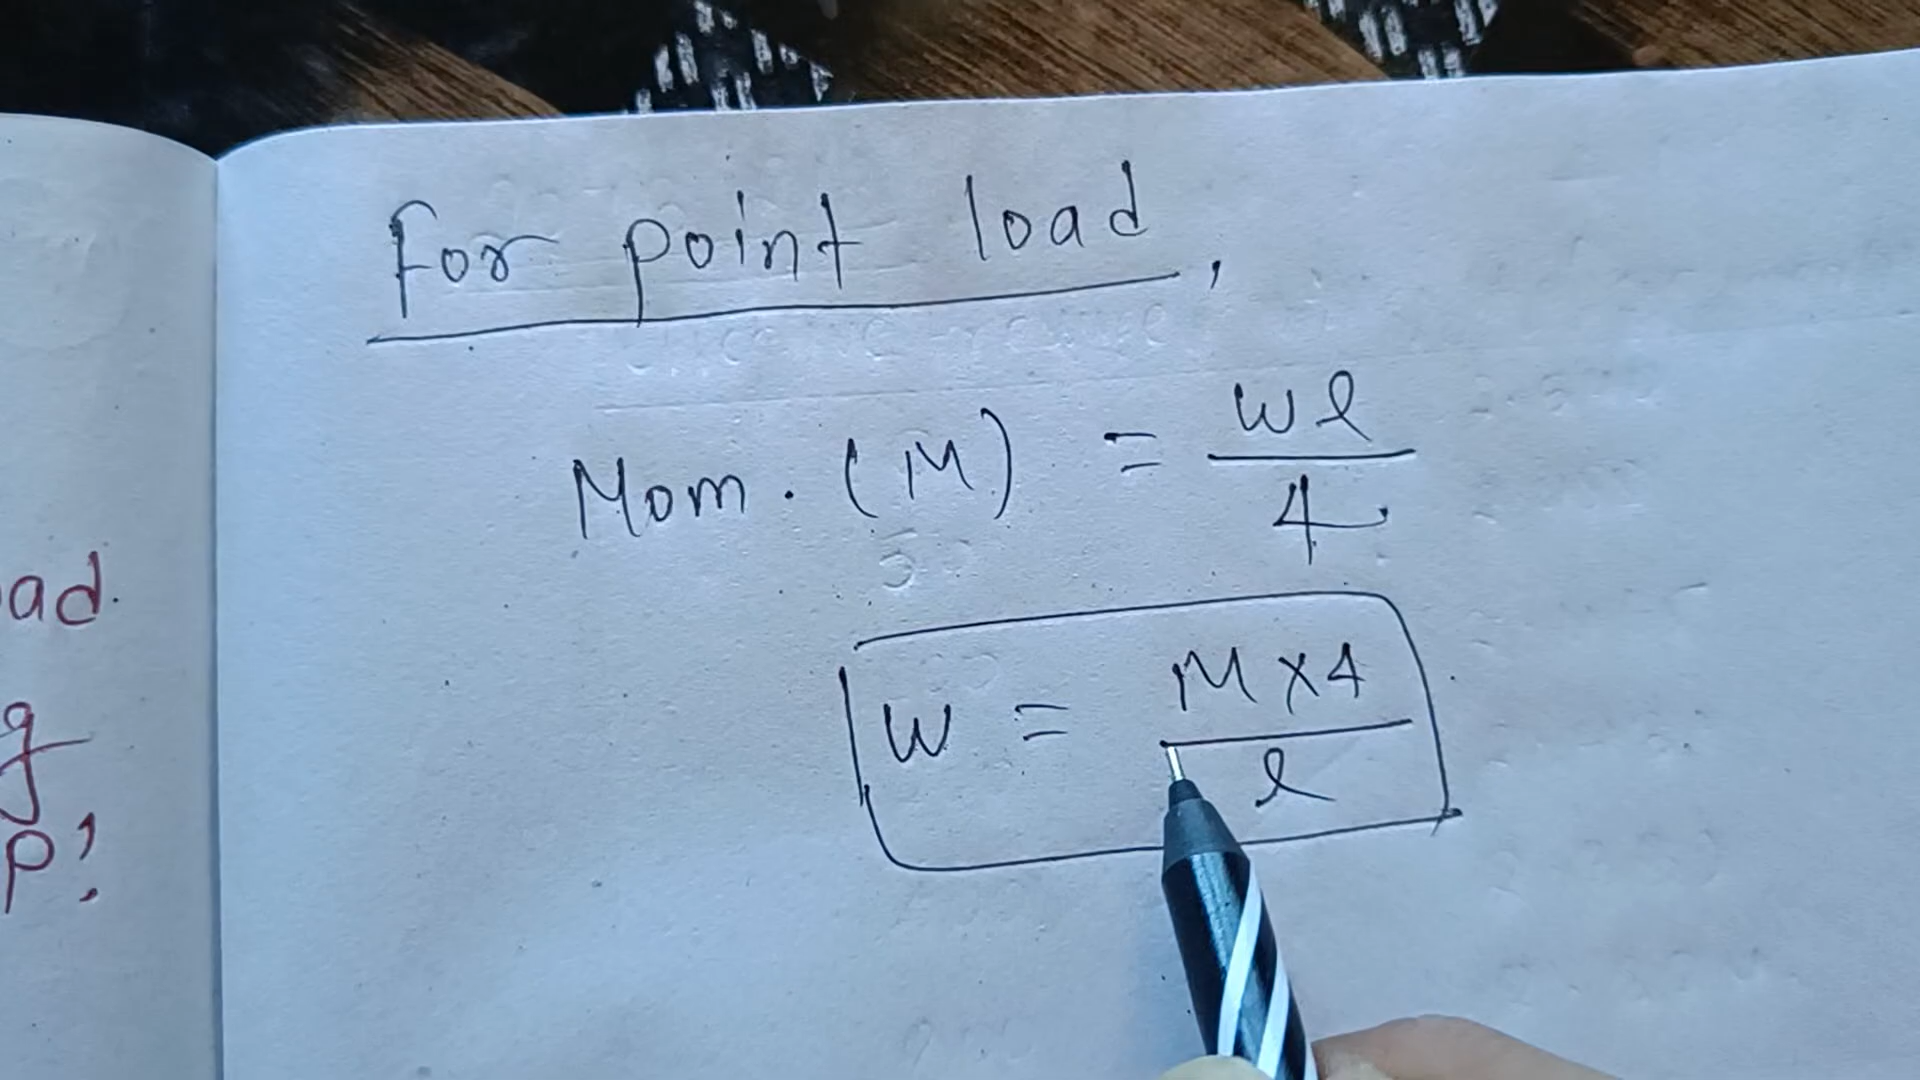 For point load,
Mom. (M) = wl/4
w = M x 4/l
ad.
g
p!